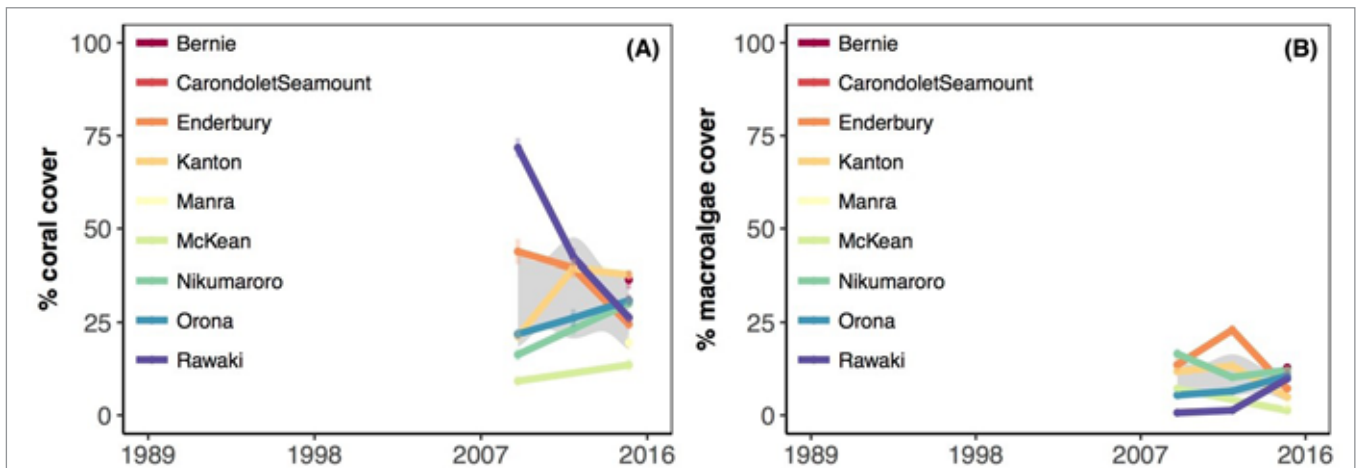 % coral cover
100
75
50
25
0
(A)
Bernie
CarondoletSeamount
Enderbury
Kanton
Manra
McKean
Nikumaroro
Orona
Rawaki
1989 1998 2007 2016
% macroalgae cover
100
75
50
25
0
(B)
Bernie
CarondoletSeamount
Enderbury
Kanton
Manra
McKean
Nikumaroro
Orona
Rawaki
1989 1998 2007 2016